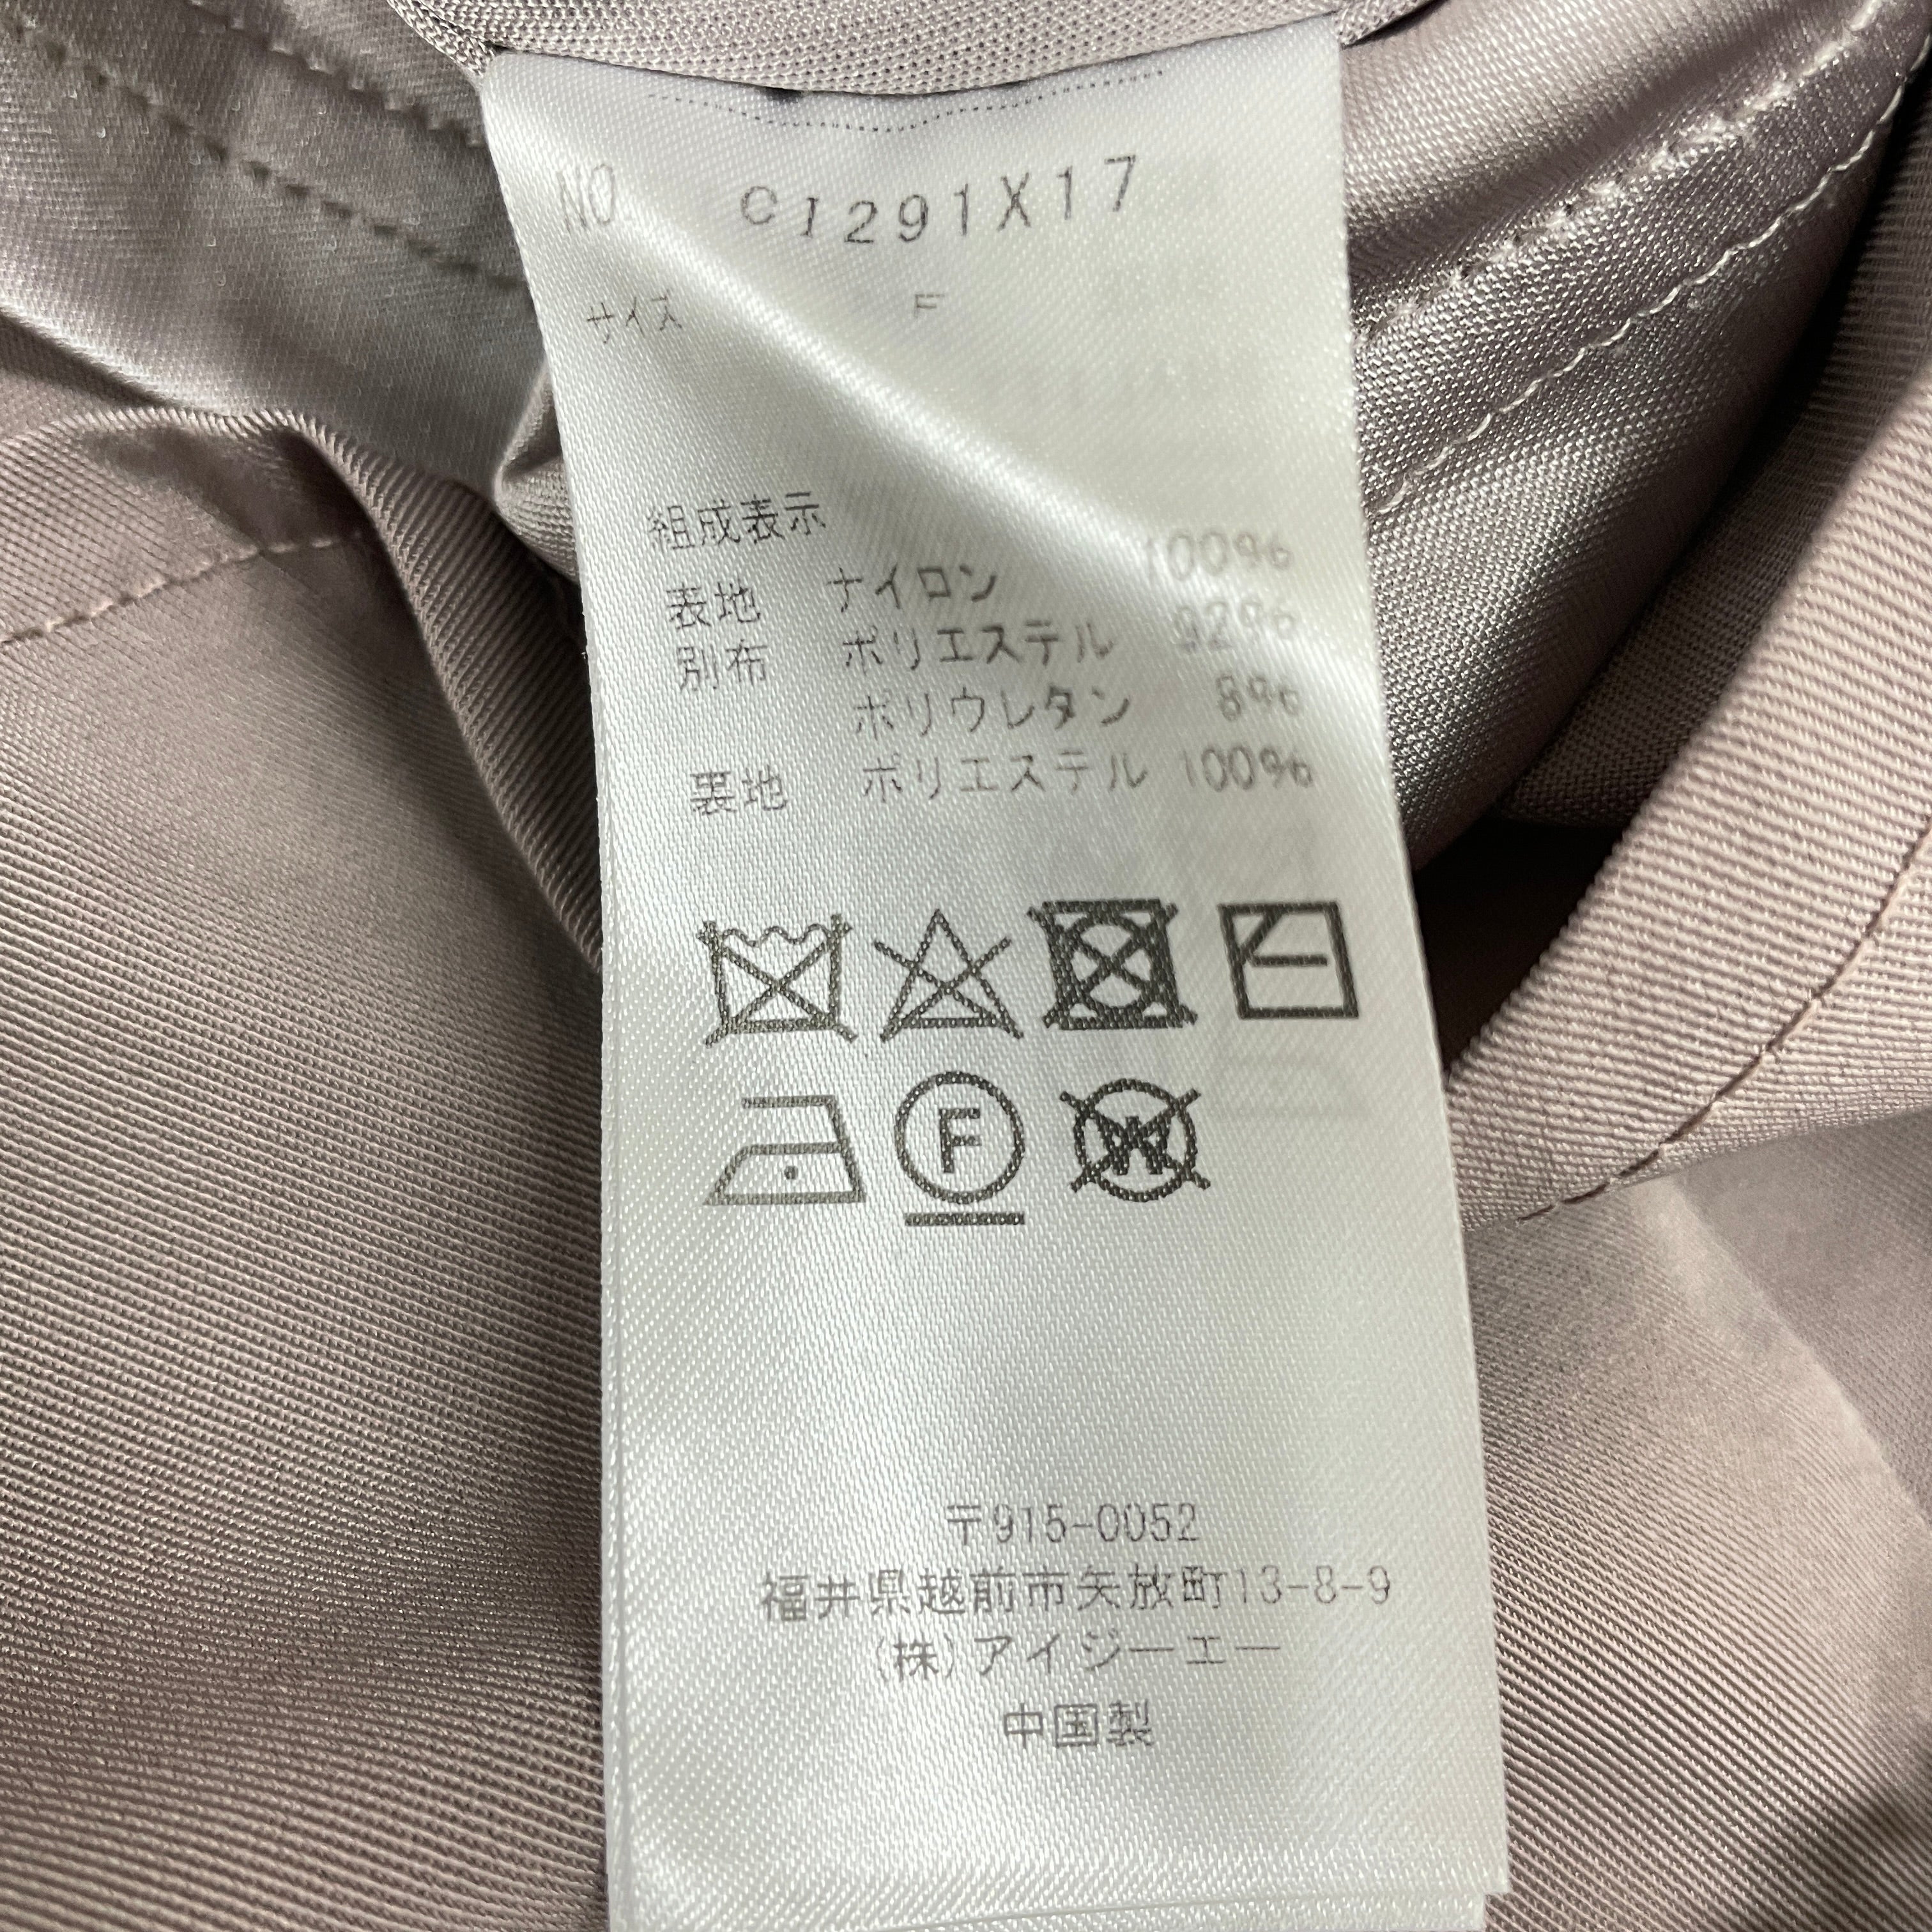 NO C1291X17
サイズ F
組成表示
表地 ナイロン 100%
別布 ポリエステル 92%
ポリウレタン 8%
裏地 ポリエステル 100%
F
W
〒915-0052
福井県越前市矢放町13-8-9
(株)アイジーエー
中国製